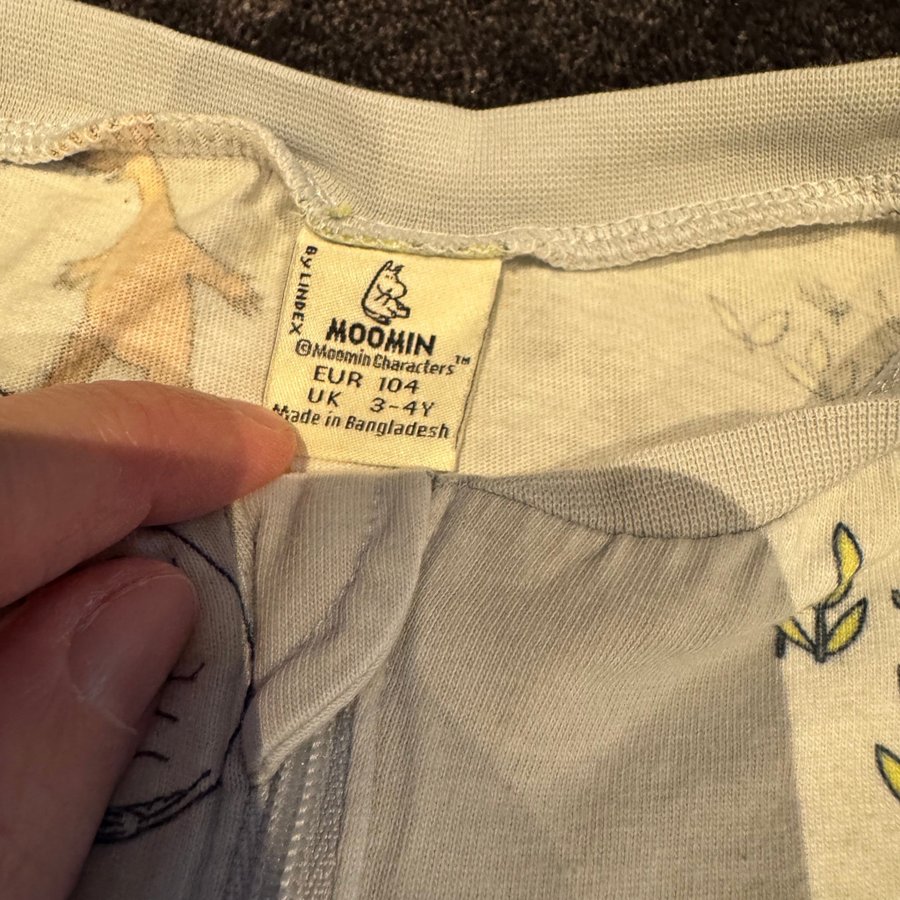 By LINDEX
MOOMIN
©Moomin Characters™
EUR 104
UK 3-4Y
Made in Bangladesh